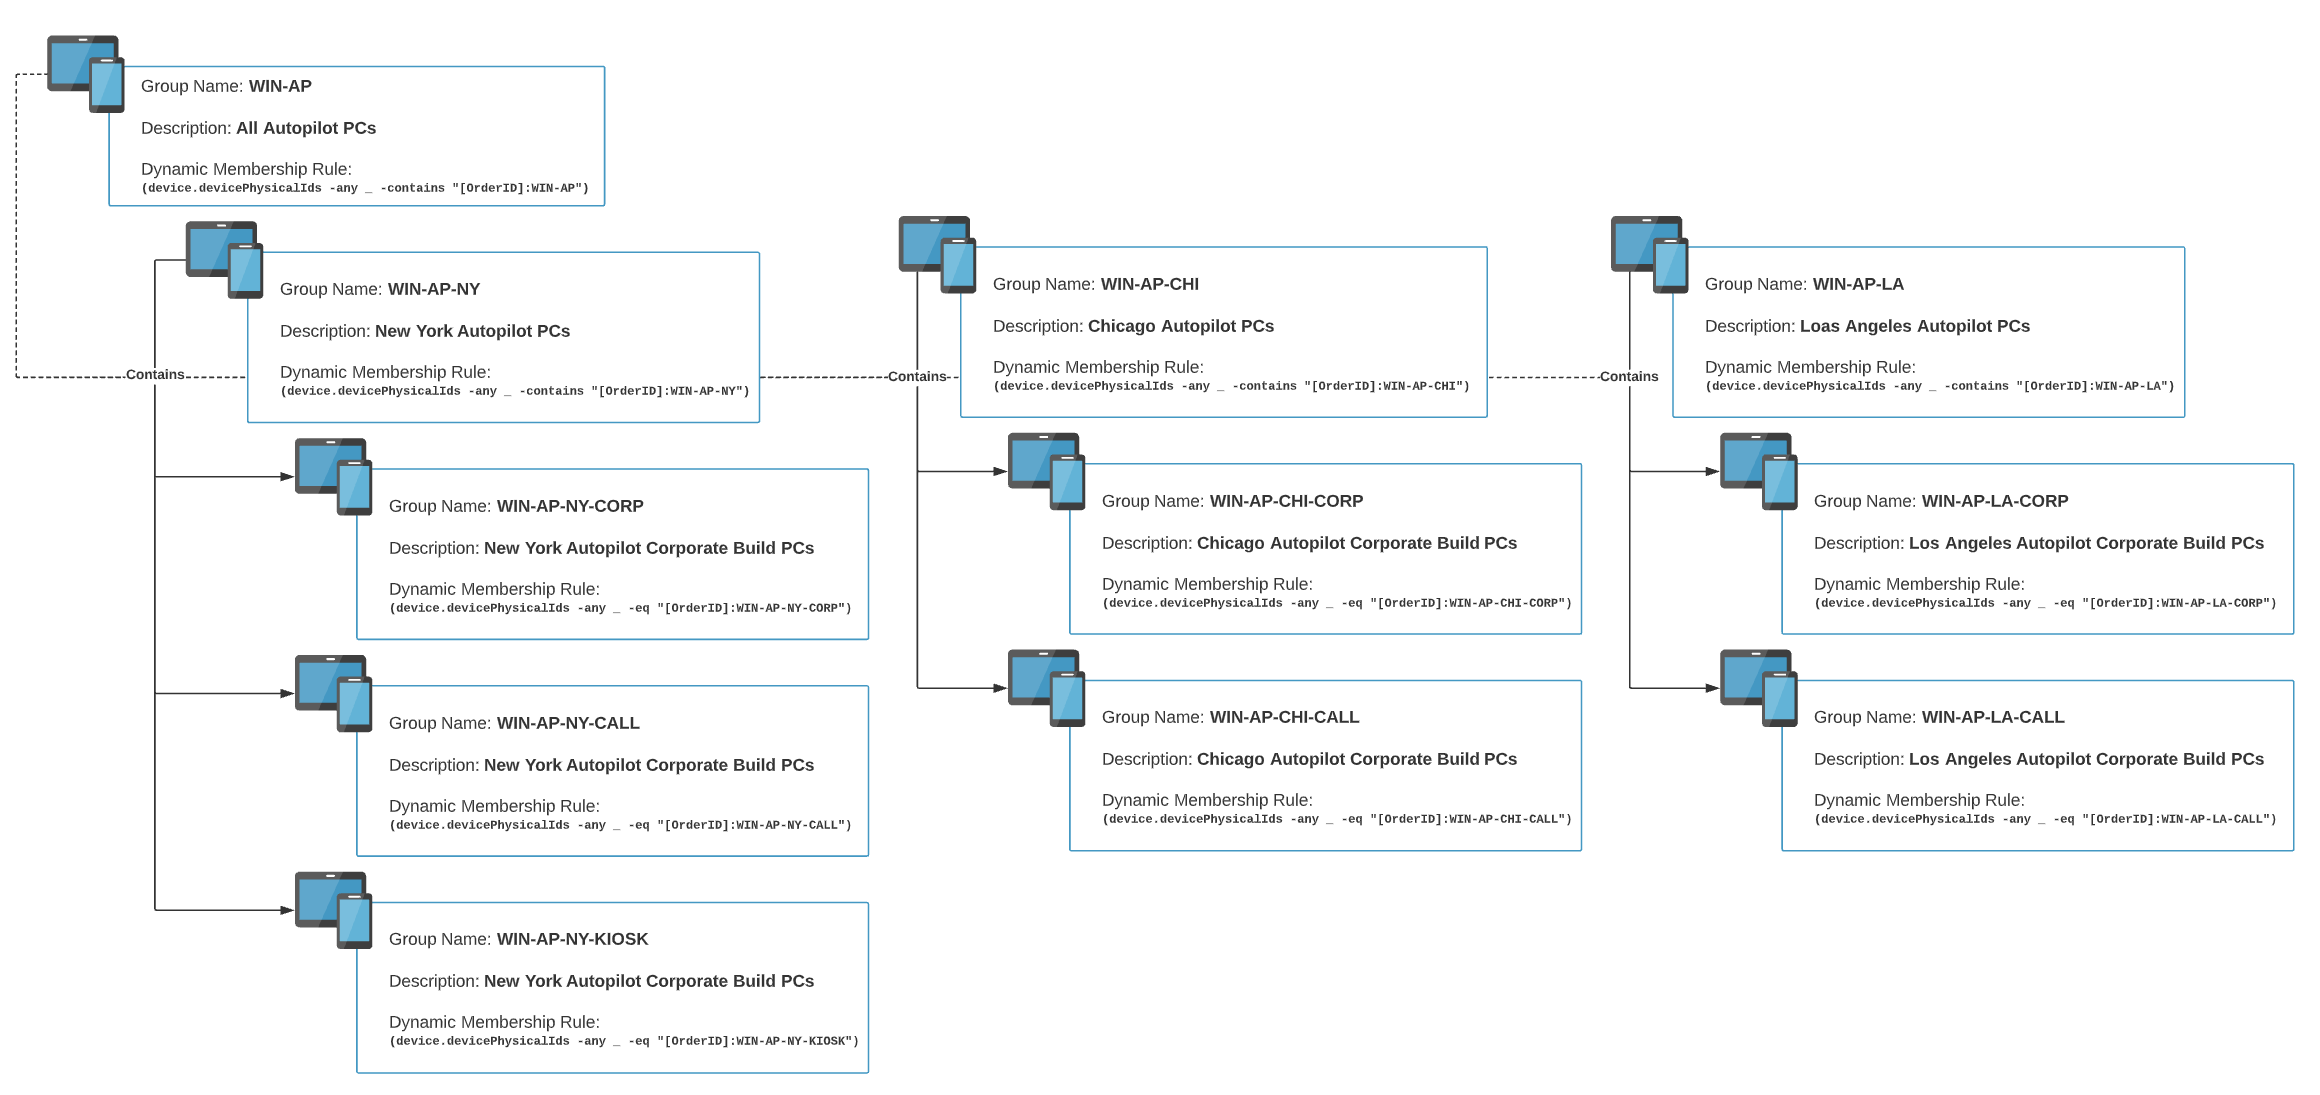 Group Name: WIN-AP
Description: All Autopilot PCs
Dynamic Membership Rule:
(device.devicePhysicalIds -any _ -contains "[OrderID]:WIN-AP")
Group Name: WIN-AP-NY
Description: New York Autopilot PCs
Dynamic Membership Rule:
(device.devicePhysicalIds -any _ -contains "[OrderID]:WIN-AP-NY")
Contains
Group Name: WIN-AP-NY-CORP
Description: New York Autopilot Corporate Build PCs
Dynamic Membership Rule:
(device.devicePhysicalIds -any _ -eq "[OrderID]:WIN-AP-NY-CORP")
Group Name: WIN-AP-NY-CALL
Description: New York Autopilot Corporate Build PCs
Dynamic Membership Rule:
(device.devicePhysicalIds -any _ -eq "[OrderID]:WIN-AP-NY-CALL")
Group Name: WIN-AP-NY-KIOSK
Description: New York Autopilot Corporate Build PCs
Dynamic Membership Rule:
(device.devicePhysicalIds -any _ -eq "[OrderID]:WIN-AP-NY-KIOSK")
Group Name: WIN-AP-CHI
Description: Chicago Autopilot PCs
Dynamic Membership Rule:
(device.devicePhysicalIds -any _ -contains "[OrderID]:WIN-AP-CHI")
Contains
Group Name: WIN-AP-CHI-CORP
Description: Chicago Autopilot Corporate Build PCs
Dynamic Membership Rule:
(device.devicePhysicalIds -any _ -eq "[OrderID]:WIN-AP-CHI-CORP")
Group Name: WIN-AP-CHI-CALL
Description: Chicago Autopilot Corporate Build PCs
Dynamic Membership Rule:
(device.devicePhysicalIds -any _ -eq "[OrderID]:WIN-AP-CHI-CALL")
Group Name: WIN-AP-LA
Description: Loas Angeles Autopilot PCs
Dynamic Membership Rule:
(device.devicePhysicalIds -any _ -contains "[OrderID]:WIN-AP-LA")
Contains
Group Name: WIN-AP-LA-CORP
Description: Los Angeles Autopilot Corporate Build PCs
Dynamic Membership Rule:
(device.devicePhysicalIds -any _ -eq "[OrderID]:WIN-AP-LA-CORP")
Group Name: WIN-AP-LA-CALL
Description: Los Angeles Autopilot Corporate Build PCs
Dynamic Membership Rule:
(device.devicePhysicalIds -any _ -eq "[OrderID]:WIN-AP-LA-CALL")